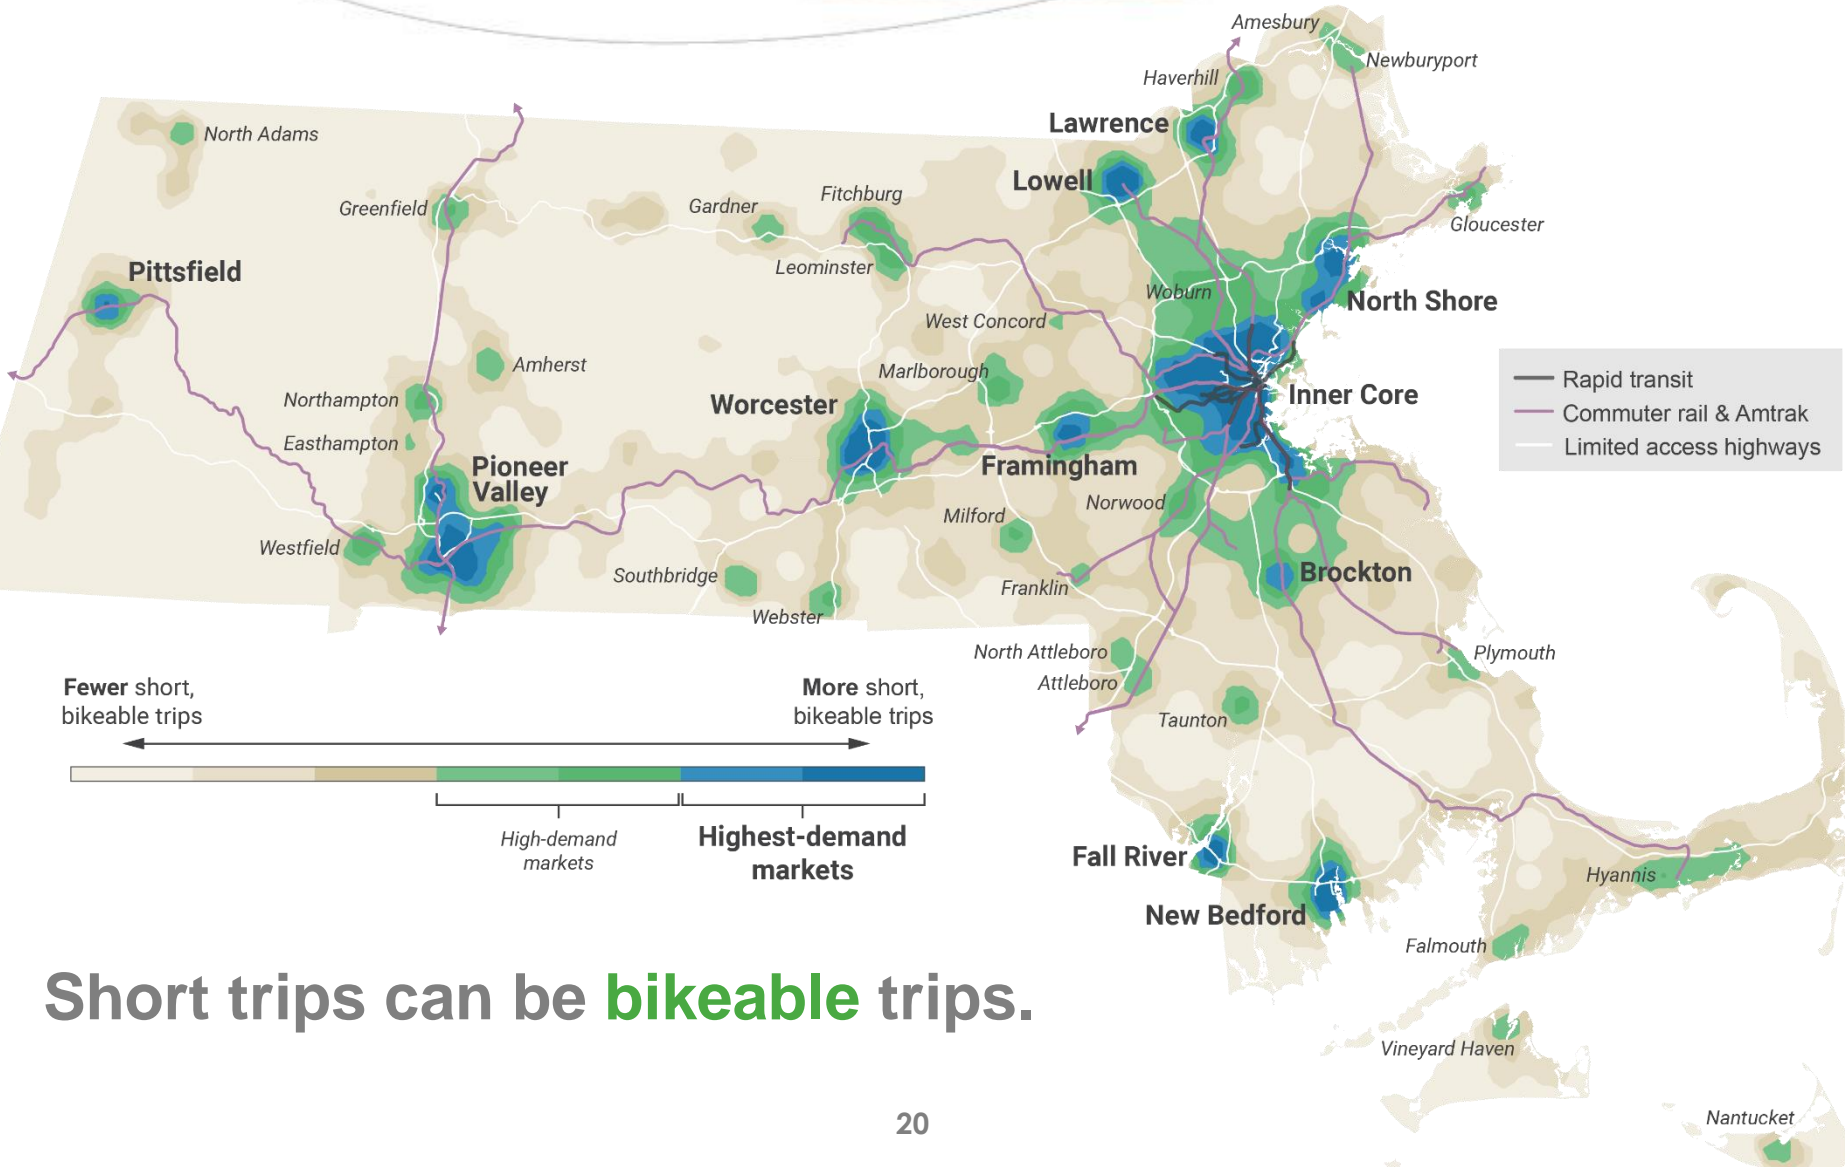 Amesbury
Newburyport
Haverhill
Lawrence
North Adams
Lowell
Fitchburg
Greenfield
Gardner
Gloucester
Leominster
Pittsfield
Woburn
North Shore
West Concord
Amherst
Marlborough
Rapid transit
Northampton
Worcester
Inner Core
Commuter rail & Amtrak
Easthampton
Limited access highways
Pioneer
Valley
Framingham
Norwood
Milford
Westfield
Southbridge
Brockton
Franklin
Webster
North Attleboro
Plymouth
Attleboro
Taunton
Fewer short,
bikeable trips
More short,
bikeable trips
High-demand
markets
Highest-demand
markets
Fall River
Hyannis
New Bedford
Falmouth
Short trips can be bikeable trips.
Vineyard Haven
Nantucket
20